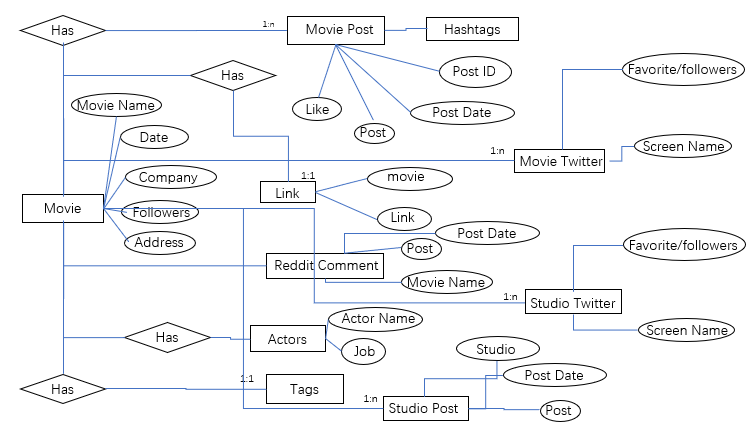 Has
1:n
Movie Post
Hashtags
Has
Post ID
Favorite/followers
Movie Name
Like
Post Date
Date
Post
1:n
Screen Name
Movie Twitter
Company
1:1
movie
Link
Movie
Followers
Link
Address
Post Date
Post
Favorite/followers
Reddit Comment
Movie Name
1:n
Studio Twitter
Actor Name
Has
Actors
Job
Screen Name
Studio
1:1
Post Date
Has
Tags
1:n
Studio Post
Post